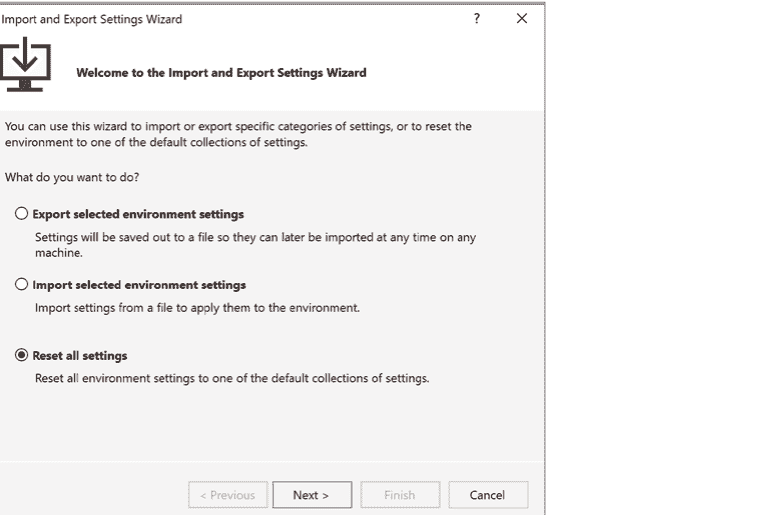 Import and Export Settings Wizard
?
Welcome to the Import and Export Settings Wizard
You can use this wizard to import or export specific categories of settings, or to reset the
environment to one of the default collections of settings.
What do you want to do?
Export selected environment settings
Settings will be saved out to a file so they can later be imported at any time on any
machine.
Import selected environment settings
Import settings from a file to apply them to the environment.
Reset all settings
Reset all environment settings to one of the default collections of settings.
< Previous
Next >
Finish
Cancel